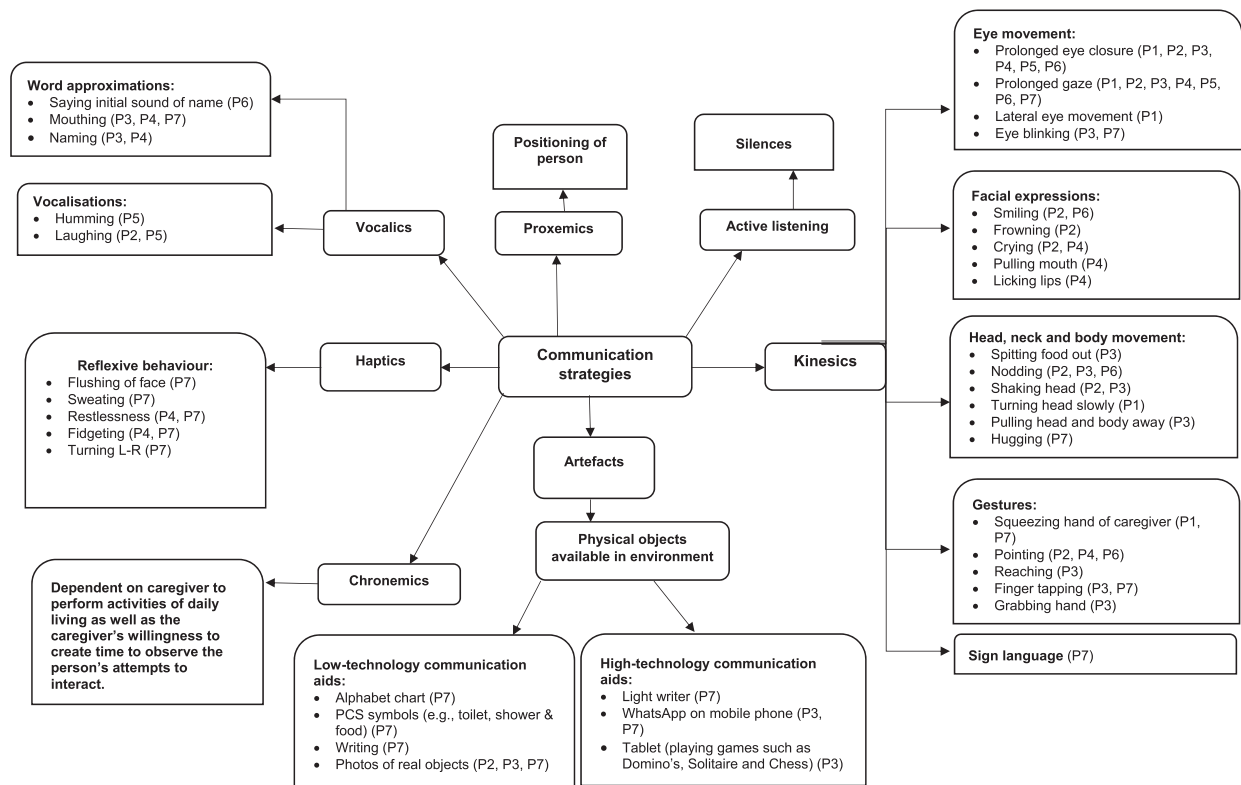 Word approximations:
• Saying initial sound of name (P6)
• Mouthing (P3, P4, P7)
• Naming (P3, P4)
Vocalisations:
• Humming (P5)
• Laughing (P2, P5)
Vocalics
Positioning of
person
Proxemics
Silences
Active listening
Reflexive behaviour:
• Flushing of face (P7)
• Sweating (P7)
• Restlessness (P4, P7)
• Fidgeting (P4, P7)
• Turning L-R (P7)
Haptics
Communication
strategies
Kinesics
Artefacts
Physical objects
available in environment
Chronemics
Dependent on caregiver to
perform activities of daily
living as well as the
caregiver's willingness to
create time to observe the
person's attempts to
interact.
Low-technology communication
aids:
• Alphabet chart (P7)
• PCS symbols (e.g., toilet, shower &
food) (P7)
• Writing (P7)
• Photos of real objects (P2, P3, P7)
High-technology communication
aids:
• Light writer (P7)
• WhatsApp on mobile phone (P3,
P7)
• Tablet (playing games such as
Domino's, Solitaire and Chess) (P3)
Eye movement:
• Prolonged eye closure (P1, P2, P3,
P4, P5, P6)
• Prolonged gaze (P1, P2, P3, P4, P5,
P6, P7)
• Lateral eye movement (P1)
• Eye blinking (P3, P7)
Facial expressions:
• Smiling (P2, P6)
• Frowning (P2)
• Crying (P2, P4)
• Pulling mouth (P4)
• Licking lips (P4)
Head, neck and body movement:
• Spitting food out (P3)
• Nodding (P2, P3, P6)
• Shaking head (P2, P3)
• Turning head slowly (P1)
• Pulling head and body away (P3)
• Hugging (P7)
Gestures:
• Squeezing hand of caregiver (P1,
P7)
• Pointing (P2, P4, P6)
• Reaching (P3)
• Finger tapping (P3, P7)
• Grabbing hand (P3)
Sign language (P7)